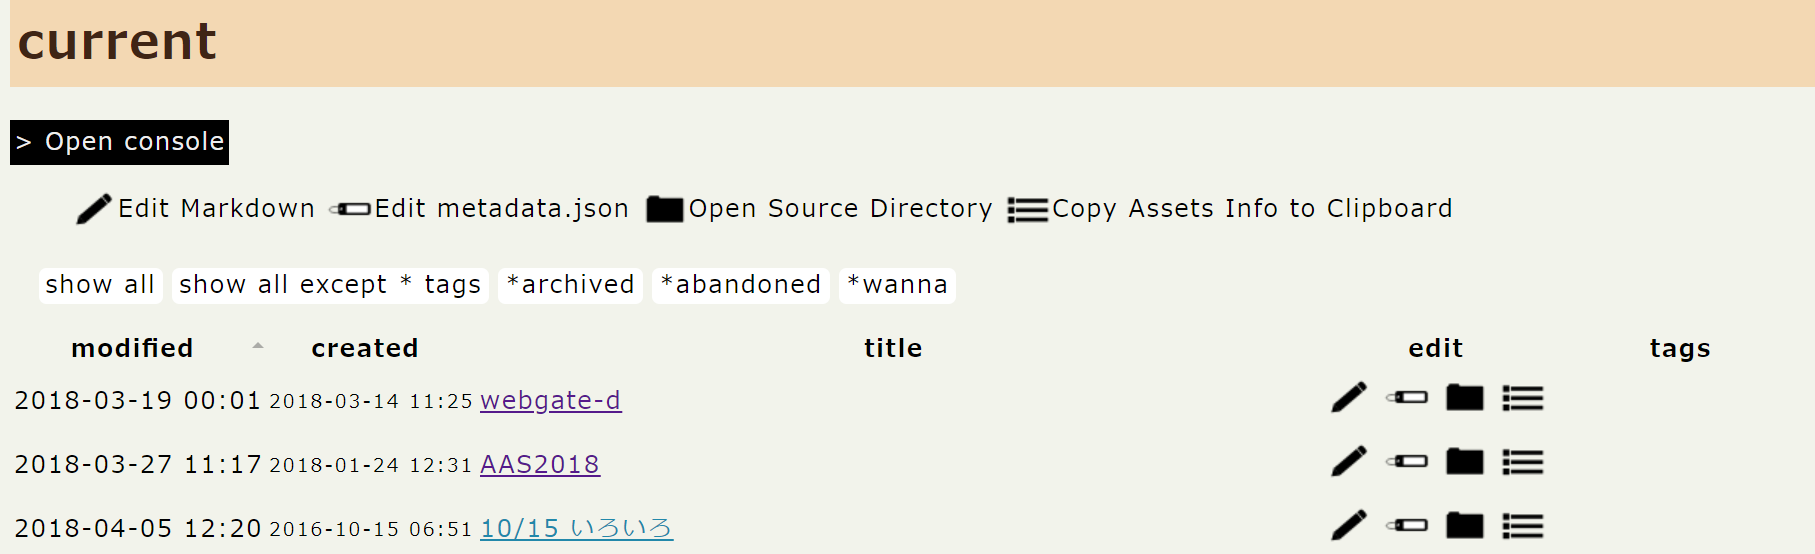 current
> Open console
Edit Markdown Edit metadata.json Open Source Directory Copy Assets Info to Clipboard
show all show all except * tags *archived *abandoned *wanna
modified created title edit tags
2018-03-19 00:01 2018-03-14 11:25 webgate-d
2018-03-27 11:17 2018-01-24 12:31 AAS2018
2018-04-05 12:20 2016-10-15 06:51 10/15 いろいろ